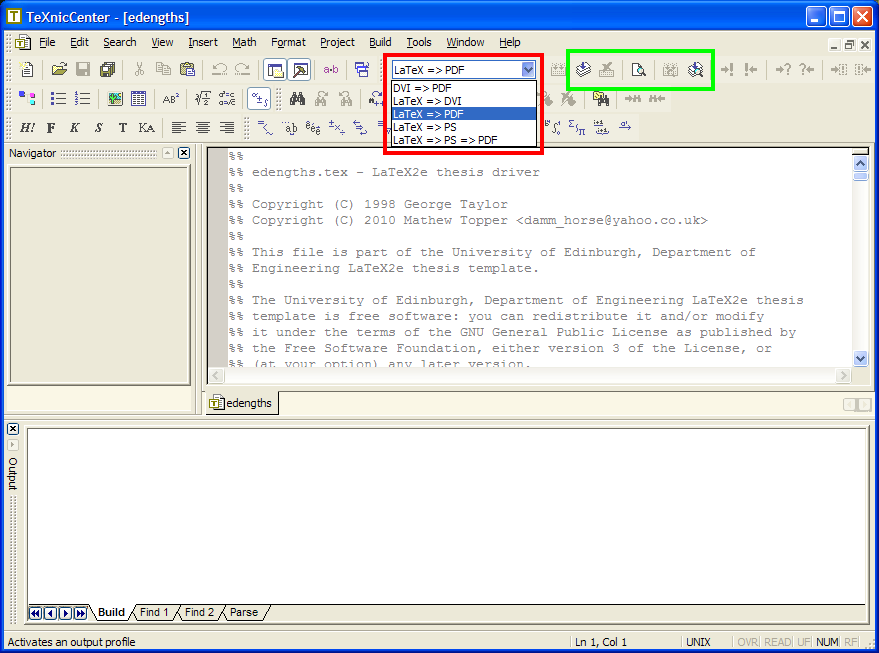 TeXnicCenter - [edengths]
File Edit Search View Insert Math Format Project Build Tools Window Help
LaTeX => PDF
DVI => PDF
LaTeX => DVI
LaTeX => PDF
LaTeX => PS
LaTeX => PS => PDF
H! F K S T KA
Navigator
%%
%% edengths.tex - LaTeX2e thesis driver
%%
%% Copyright (C) 1998 George Taylor
%% Copyright (C) 2010 Mathew Topper <damm_horse@yahoo.co.uk>
%%
%% This file is part of the University of Edinburgh, Department of
%% Engineering LaTeX2e thesis template.
%%
%% The University of Edinburgh, Department of Engineering LaTeX2e thesis
%% template is free software: you can redistribute it and/or modify
%% it under the terms of the GNU General Public License as published by
%% the Free Software Foundation, either version 3 of the License, or
%% (at your option) any later version.
edengths
Output
Build Find 1 Find 2 Parse
Activates an output profile
Ln 1, Col 1 UNIX OVR READ UF NUM RF